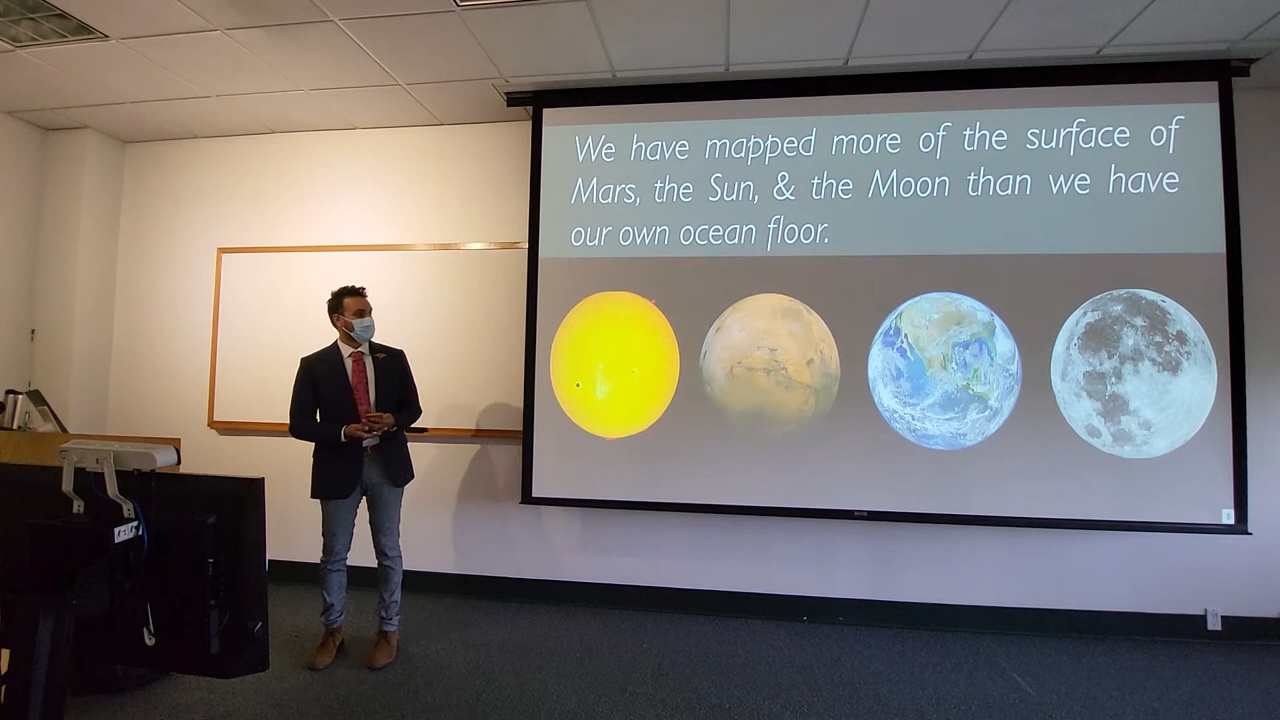 We have mapped more of the surface of
Mars, the Sun, & the Moon than we have
our own ocean floor.